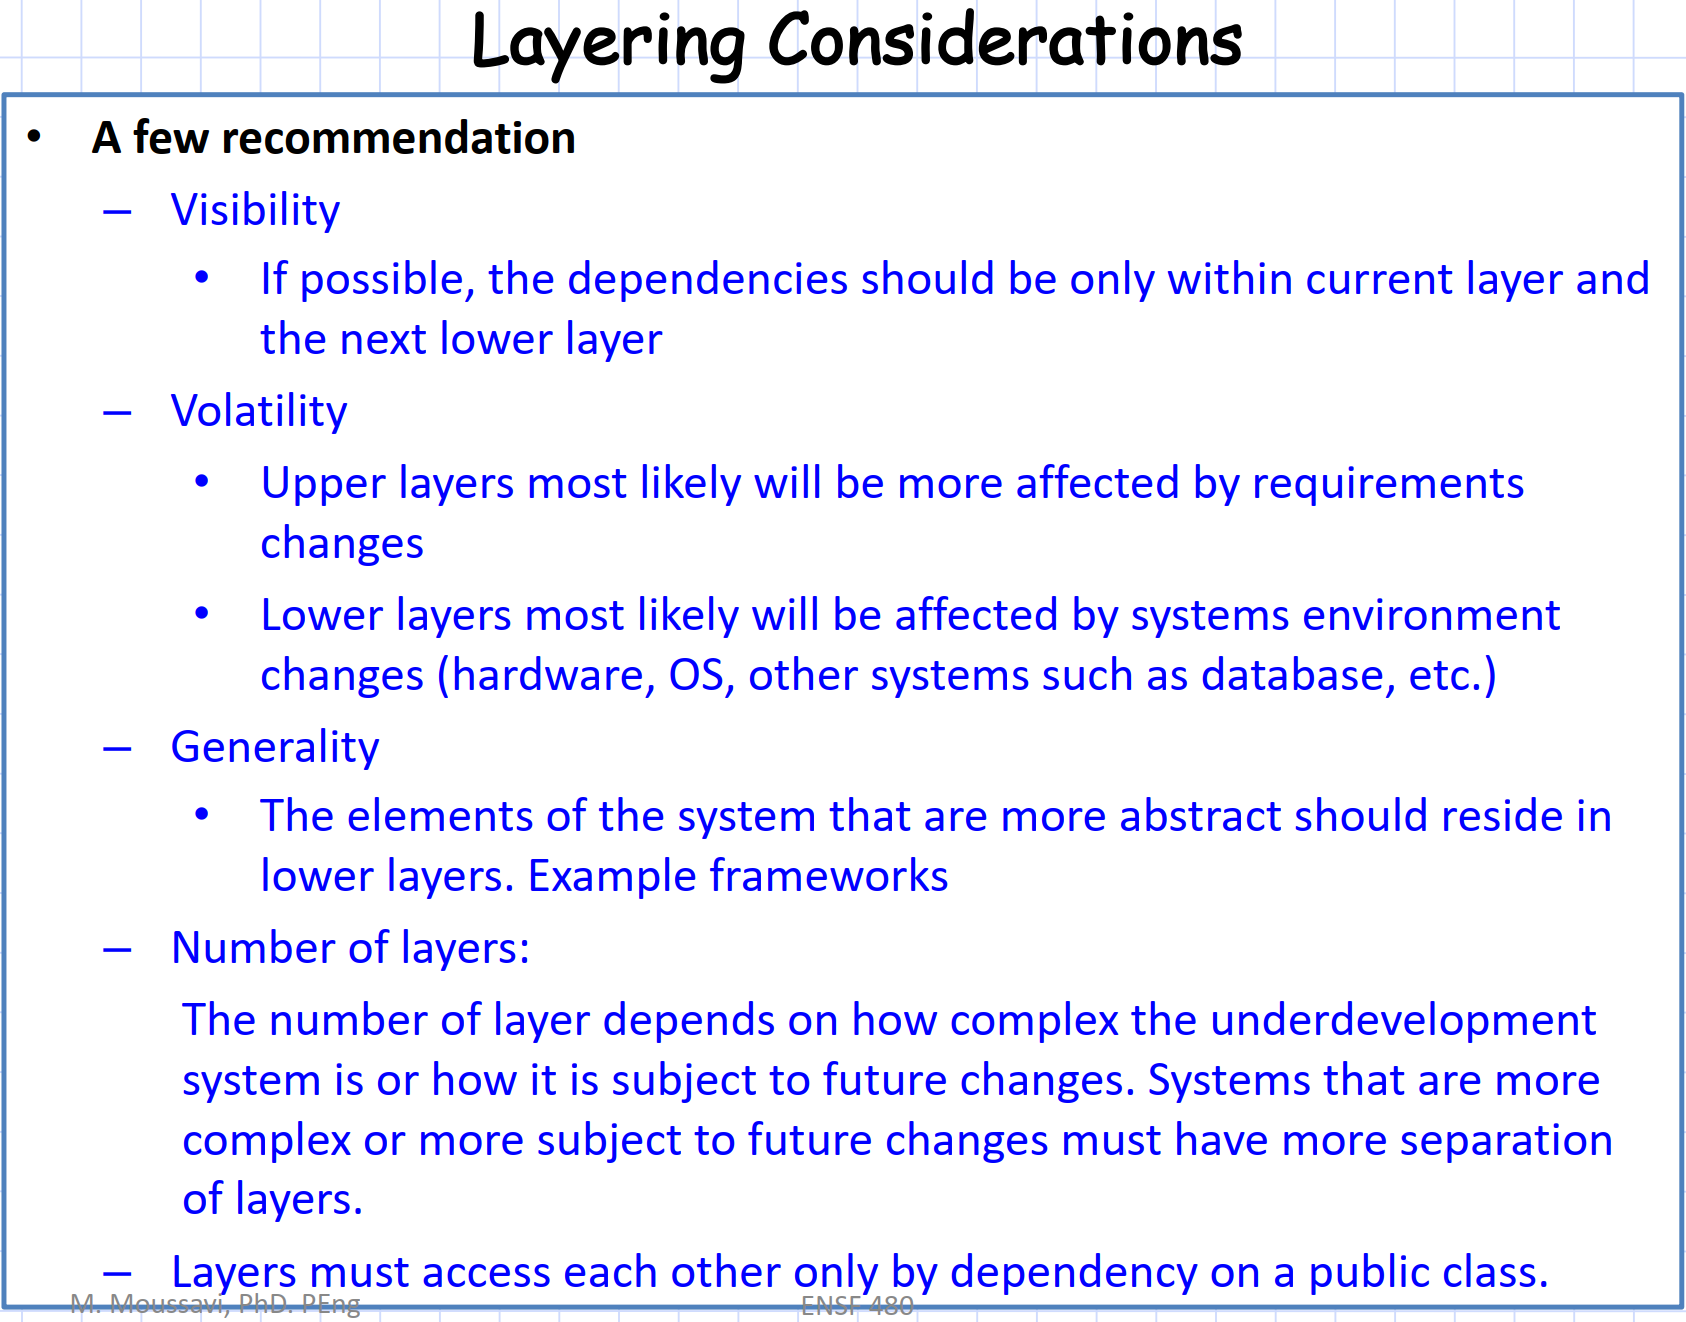 Layering Considerations
• A few recommendation
– Visibility
• If possible, the dependencies should be only within current layer and
the next lower layer
– Volatility
• Upper layers most likely will be more affected by requirements
changes
• Lower layers most likely will be affected by systems environment
changes (hardware, OS, other systems such as database, etc.)
– Generality
• The elements of the system that are more abstract should reside in
lower layers. Example frameworks
– Number of layers:
The number of layer depends on how complex the underdevelopment
system is or how it is subject to future changes. Systems that are more
complex or more subject to future changes must have more separation
of layers.
– Layers must access each other only by dependency on a public class.
M. Moussavi, PhD. PEng
ENSF 480